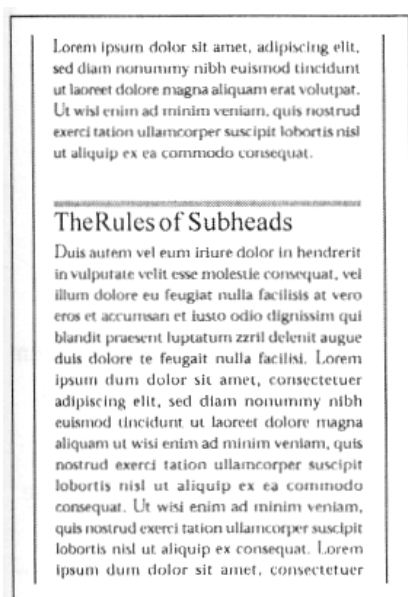 Lorem ipsum dolor sit amet, adipiscing elit,
sed diam nonummy nibh euismod tincidunt
ut laoreet dolore magna aliquam erat volutpat.
Ut wisl enim ad minim veniam, quis nostrud
exerci tation ullamcorper suscipit lobortis nisl
ut aliquip ex ea commodo consequat.
TheRules of Subheads
Duis autem vel eum iriure dolor in hendrerit
in vulputate velit esse molestie consequat, vel
illum dolore eu feugiat nulla facilisis at vero
eros et accumsan et iusto odio dignissim qui
blandit praesent luptatum zzril delenit augue
duis dolore te feugait nulla facilisi. Lorem
ipsum dum dolor sit amet, consectetuer
adipiscing elit, sed diam nonummy nibh
euismod tincidunt ut laoreet dolore magna
aliquam ut wisi enim ad minim veniam, quis
nostrud exerci tation ullamcorper suscipit
lobortis nisl ut aliquip ex ea commodo
consequat. Ut wisi enim ad minim veniam,
quis nostrud exerci tation ullamcorper suscipit
lobortis nisl ut aliquip ex consequat. Lorem
ipsum dum dolor sit amet, consectetuer